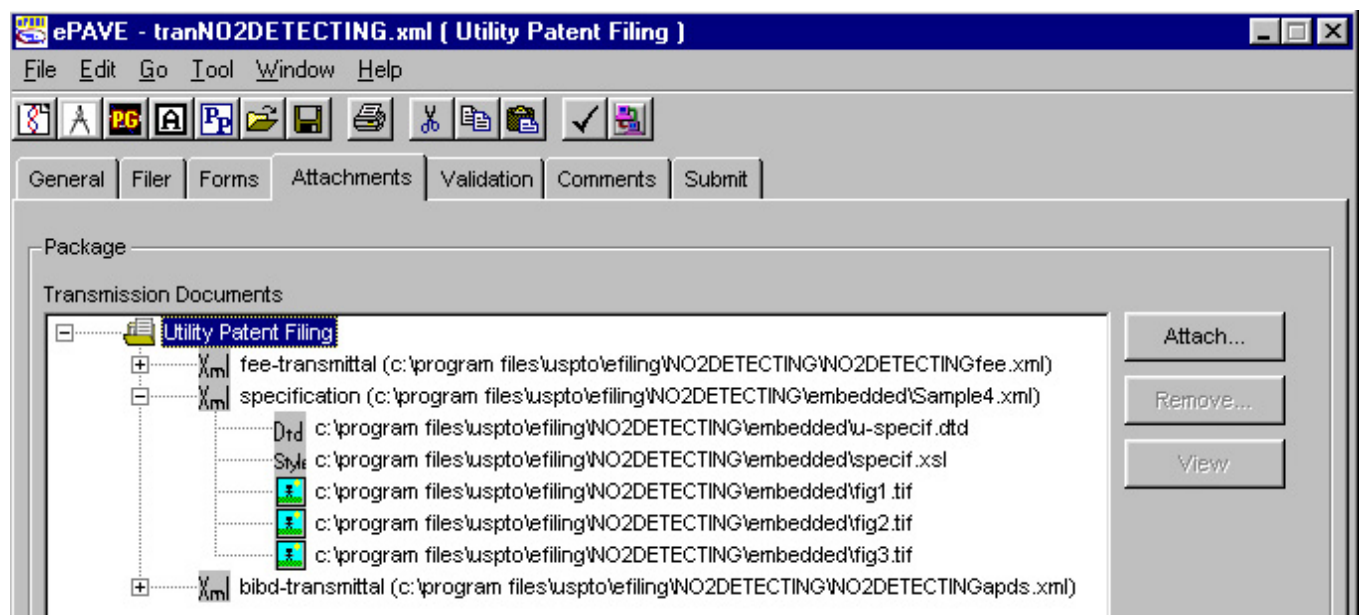 ePAVE - tranNO2DETECTING.xml ( Utility Patent Filing )
File Edit Go Tool Window Help
PG A PP
General Filer Forms Attachments Validation Comments Submit
Package
Transmission Documents
Utility Patent Filing
Attach...
Xml fee-transmittal (c:\program files\uspto\efiling\NO2DETECTING\NO2DETECTINGfee.xml)
Xml specification (c:\program files\uspto\efiling\NO2DETECTING\embedded\Sample4.xml)
Remove...
Dtd c:\program files\uspto\efiling\NO2DETECTING\embedded\u-specif.dtd
Style c:\program files\uspto\efiling\NO2DETECTING\embedded\specif.xsl
View
c:\program files\uspto\efiling\NO2DETECTING\embedded\fig1.tif
c:\program files\uspto\efiling\NO2DETECTING\embedded\fig2.tif
c:\program files\uspto\efiling\NO2DETECTING\embedded\fig3.tif
Xml bibd-transmittal (c:\program files\uspto\efiling\NO2DETECTING\NO2DETECTINGapds.xml)